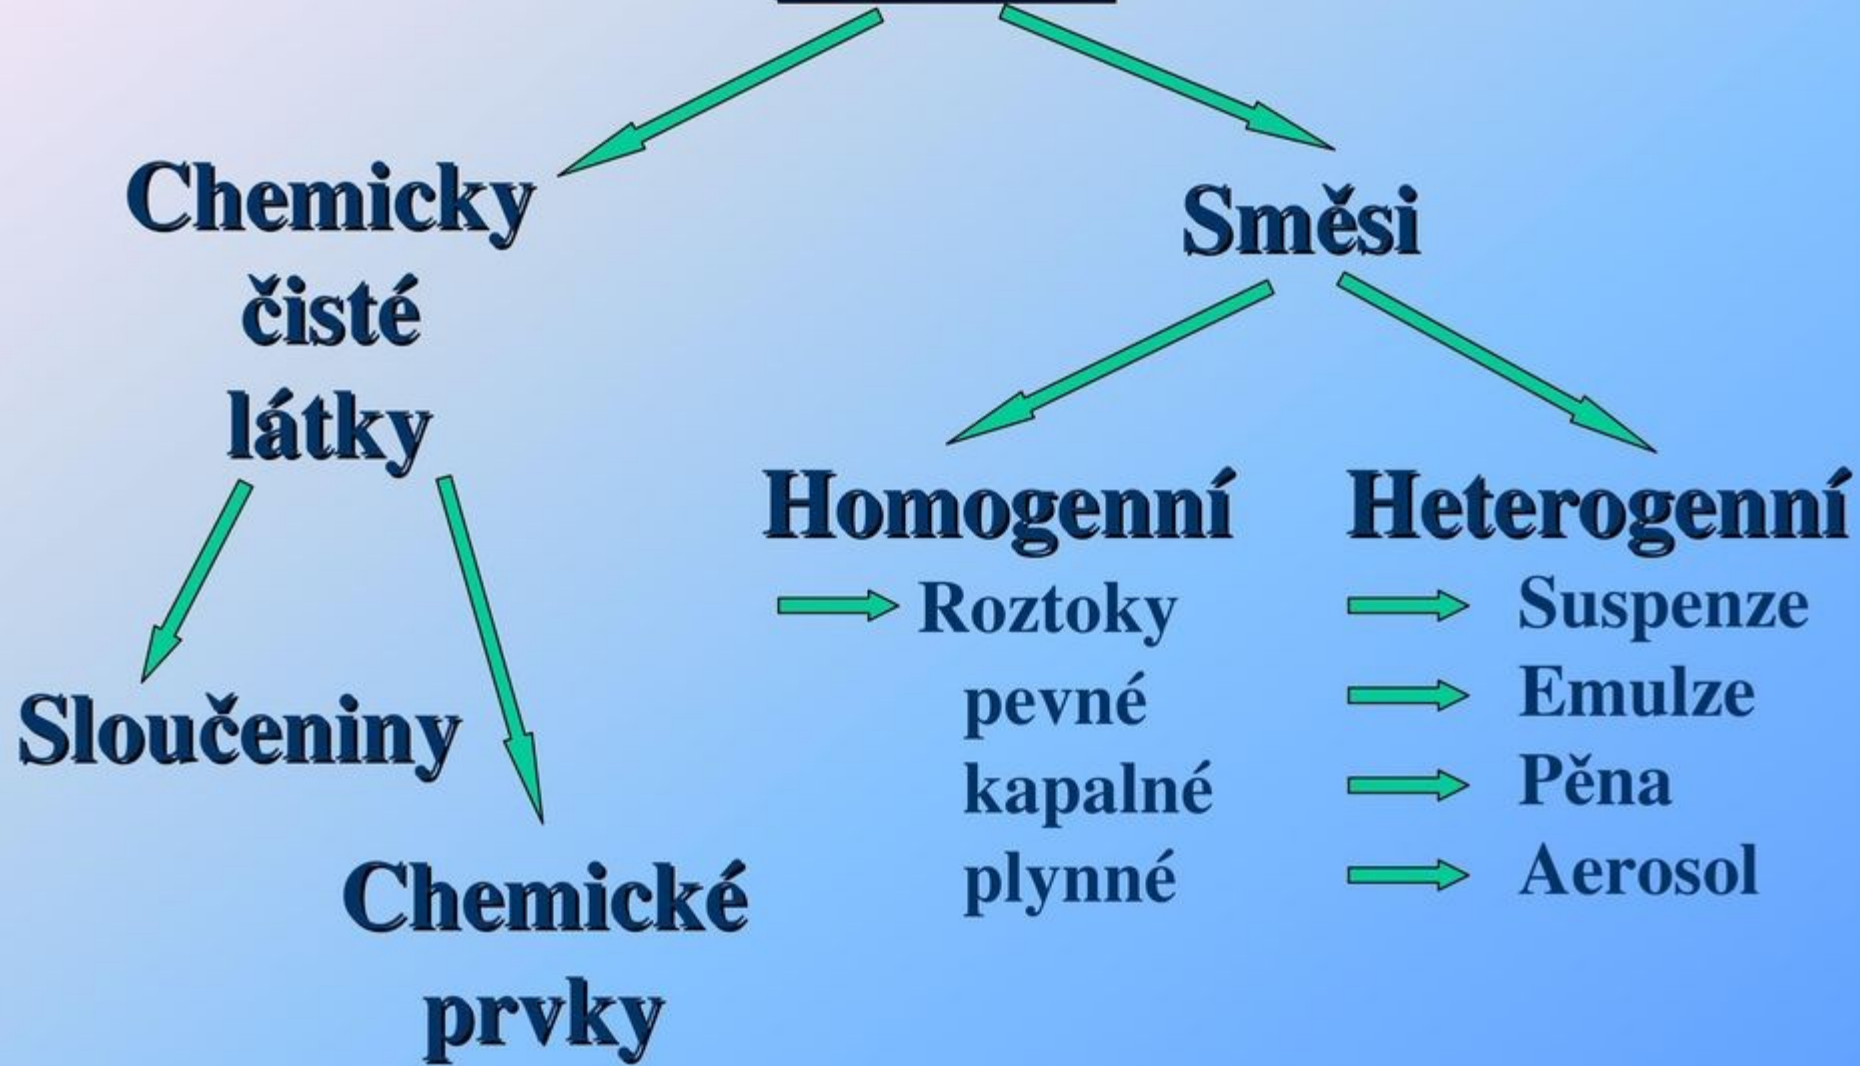 Chemicky
čisté
látky
Směsi
Sloučeniny
Chemické
prvky
Homogenní
Roztoky
pevné
kapalné
plynné
Heterogenní
Suspenze
Emulze
Pěna
Aerosol